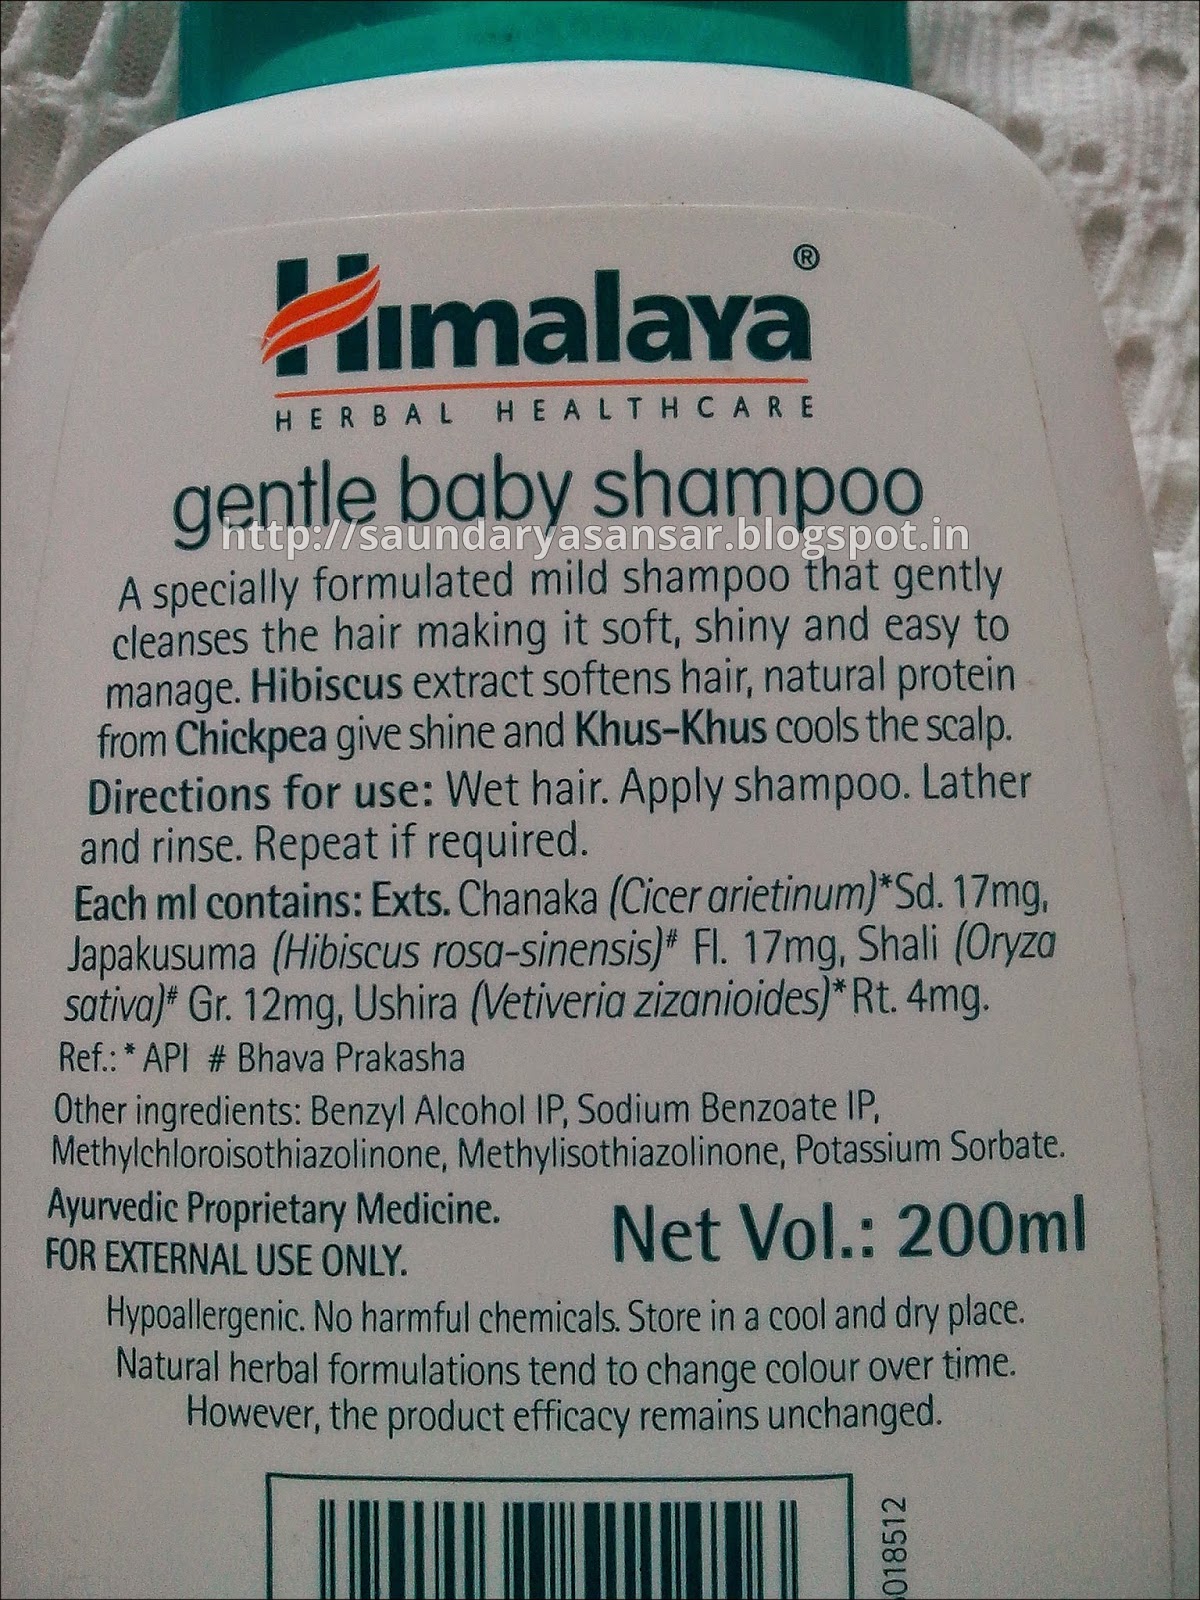 Himalaya®
HERBAL HEALTHCARE
gentle baby shampoo
http://saundaryasansar.blogspot.in
A specially formulated mild shampoo that gently
cleanses the hair making it soft, shiny and easy to
manage. Hibiscus extract softens hair, natural protein
from Chickpea give shine and Khus-Khus cools the scalp.
Directions for use: Wet hair. Apply shampoo. Lather
and rinse. Repeat if required.
Each ml contains: Exts. Chanaka (Cicer arietinum)*Sd. 17mg,
Japakusuma (Hibiscus rosa-sinensis)# Fl. 17mg, Shali (Oryza
sativa)# Gr. 12mg, Ushira (Vetiveria zizanioides)*Rt. 4mg.
Ref.: * API # Bhava Prakasha
Other ingredients: Benzyl Alcohol IP, Sodium Benzoate IP,
Methylchloroisothiazolinone, Methylisothiazolinone, Potassium Sorbate.
Ayurvedic Proprietary Medicine.
FOR EXTERNAL USE ONLY.
Net Vol.: 200ml
Hypoallergenic. No harmful chemicals. Store in a cool and dry place.
Natural herbal formulations tend to change colour over time.
However, the product efficacy remains unchanged.
018512